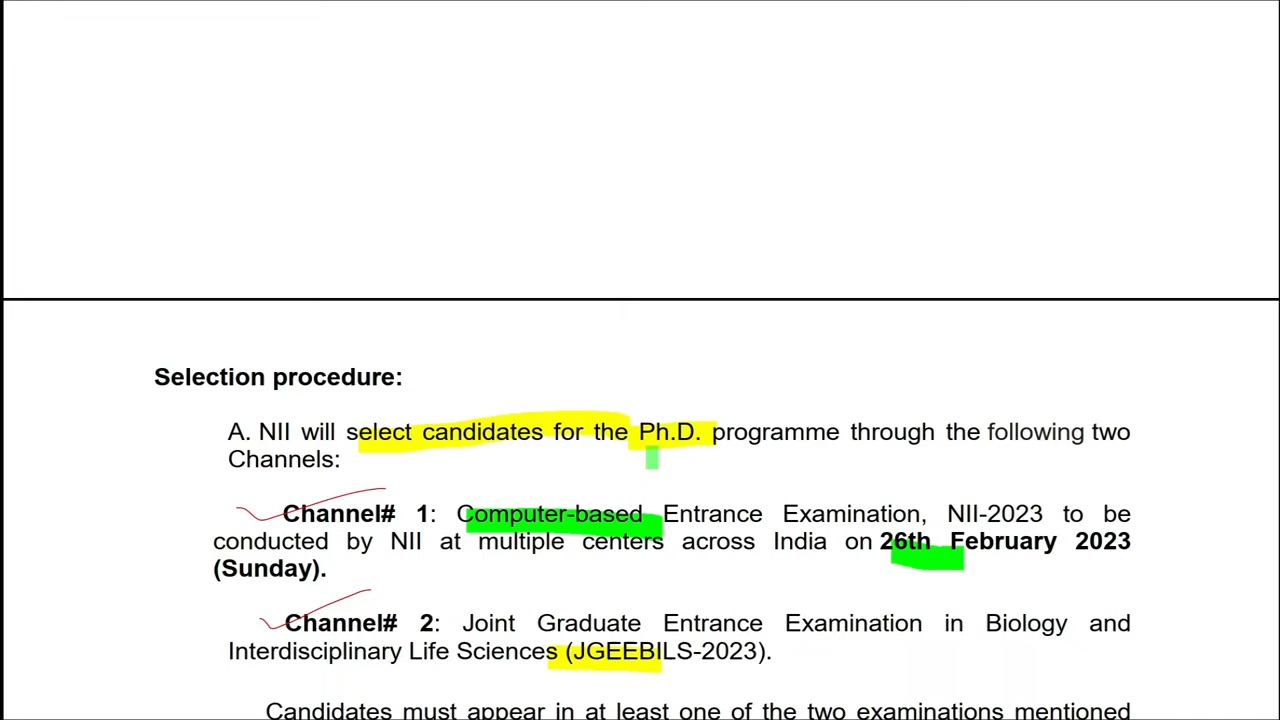 Selection procedure:
A. NII will select candidates for the Ph.D. programme through the following two
Channels:
Channel# 1: Computer-based Entrance Examination, NII-2023 to be
conducted by NII at multiple centers across India on 26th February 2023
(Sunday).
Channel# 2: Joint Graduate Entrance Examination in Biology and
Interdisciplinary Life Sciences (JGEEBILS-2023).
Candidates must appear in at least one of the two examinations mentioned